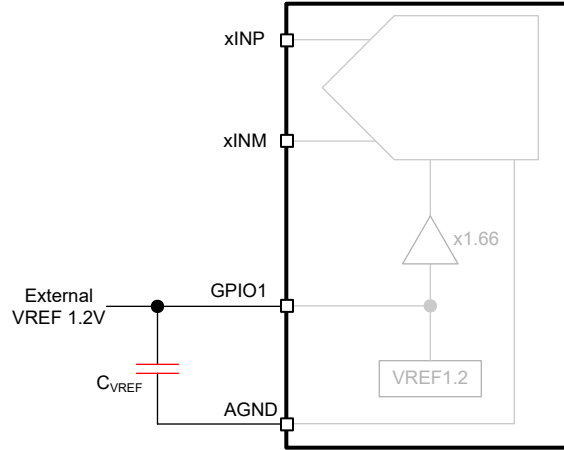 xINP
xINM
x1.66
GPIO1
External
VREF 1.2V
VREF1.2
CVREF
AGND